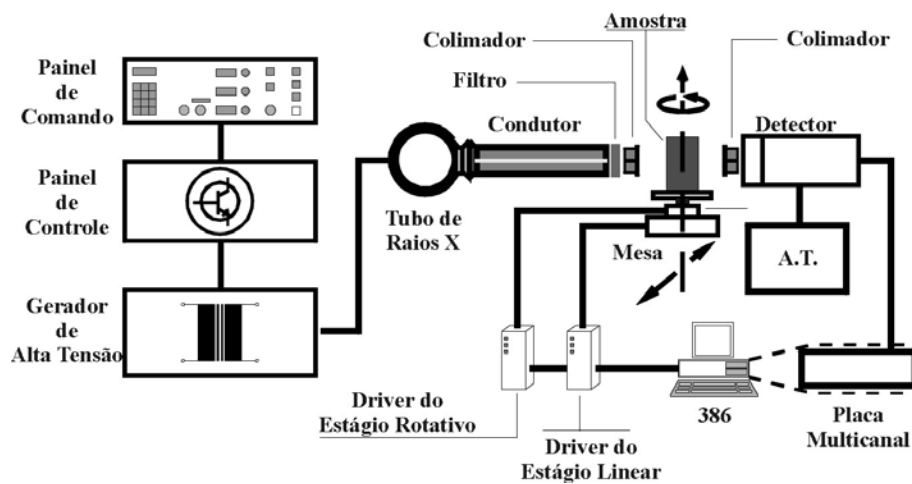 Painel
de
Comando
Painel
de
Controle
Gerador
de
Alta Tensão
Tubo de
Raios X
Condutor
Filtro
Colimador
Amostra
Colimador
Detector
A.T.
Mesa
Driver do
Estágio Rotativo
Driver do
Estágio Linear
386
Placa
Multicanal